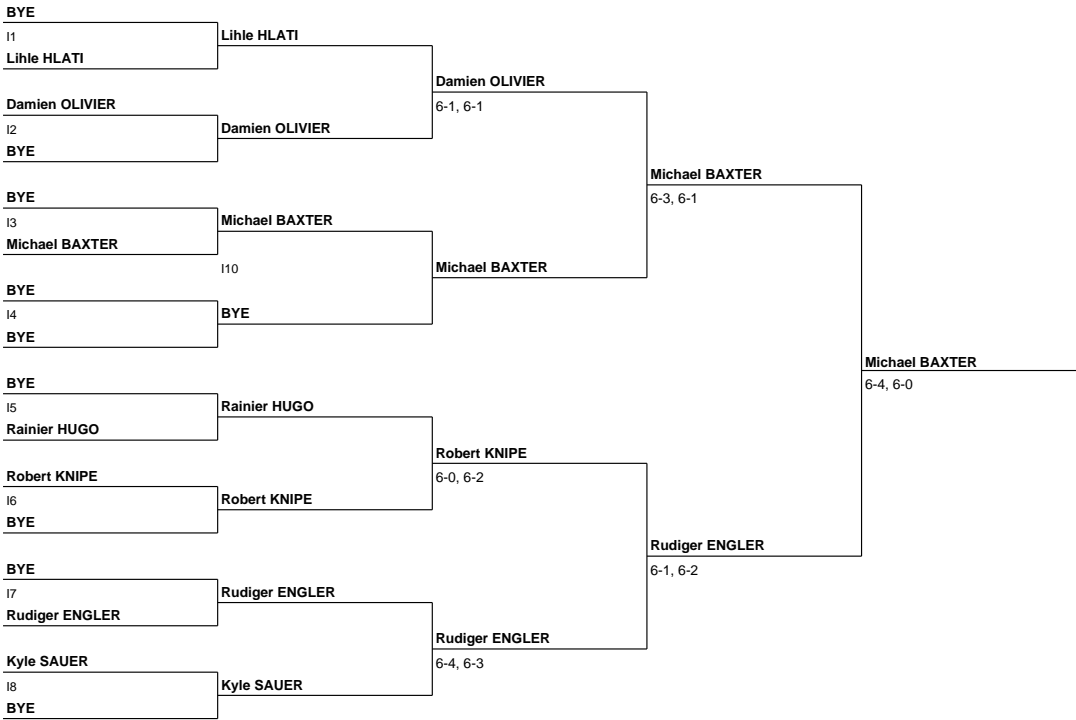 BYE
I1
Lihle HLATI
Lihle HLATI
Damien OLIVIER
6-1, 6-1
Damien OLIVIER
I2
BYE
Damien OLIVIER
Michael BAXTER
6-3, 6-1
BYE
I3
Michael BAXTER
Michael BAXTER
I10
Michael BAXTER
BYE
I4
BYE
BYE
Michael BAXTER
6-4, 6-0
BYE
I5
Rainier HUGO
Rainier HUGO
Robert KNIPE
6-0, 6-2
Robert KNIPE
I6
BYE
Robert KNIPE
Rudiger ENGLER
6-1, 6-2
BYE
I7
Rudiger ENGLER
Rudiger ENGLER
Rudiger ENGLER
6-4, 6-3
Kyle SAUER
I8
BYE
Kyle SAUER